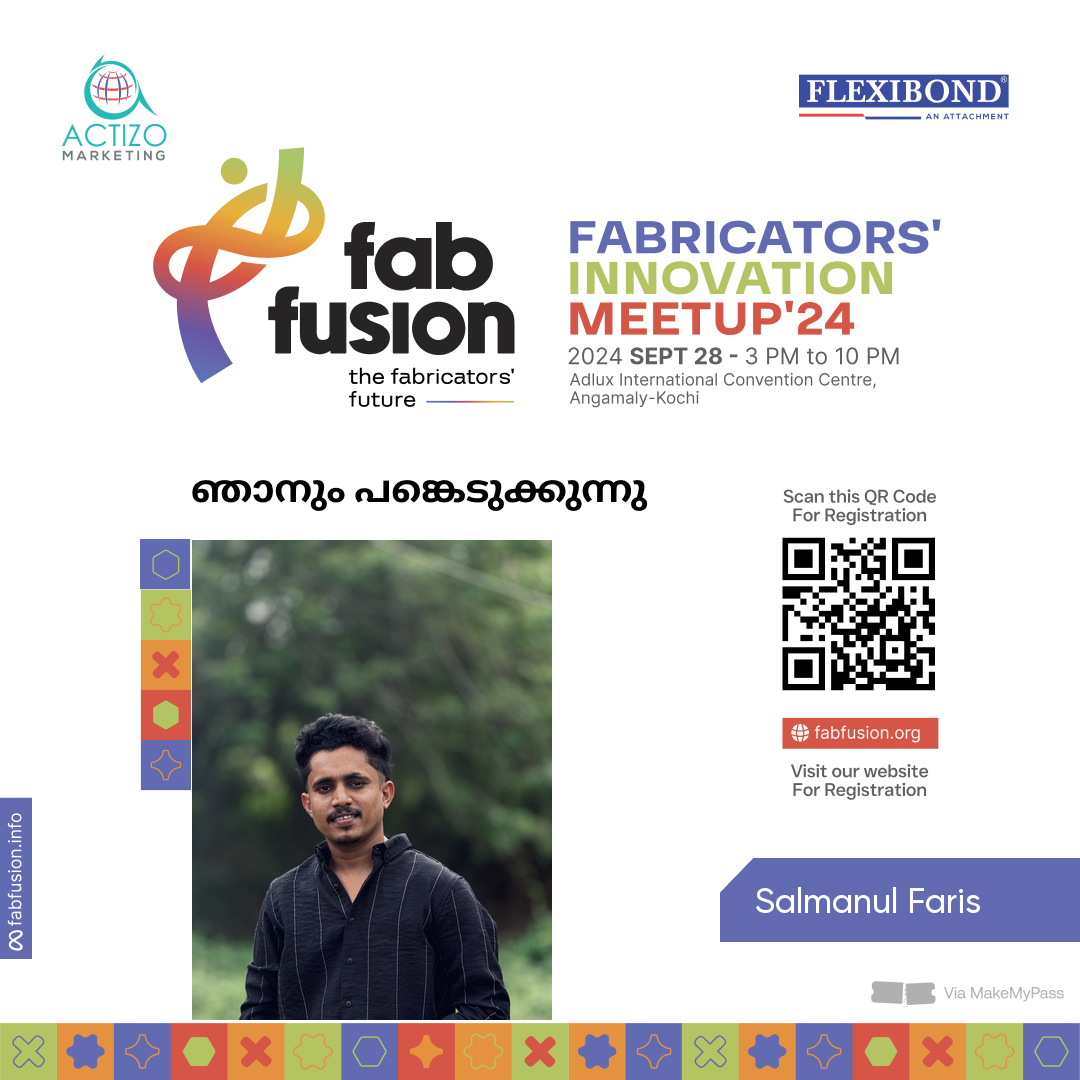 ACTIZO
MARKETING
FLEXIBOND®
AN ATTACHMENT
fab
fusion
the fabricators'
future
FABRICATORS'
INNOVATION
MEETUP'24
2024 SEPT 28 - 3 PM to 10 PM
Adlux International Convention Centre,
Angamaly-Kochi
ഞാനും പങ്കെടുക്കുന്നു
Scan this QR Code
For Registration
fabfusion.org
Visit our website
For Registration
fabfusion.info
Salmanul Faris
Via MakeMyPass